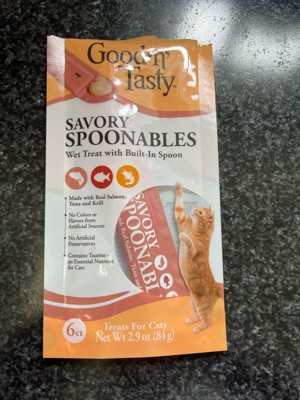 Good'n'
Tasty™
SAVORY
SPOONABLES
Wet Treat with Built-In Spoon
• Made with Real Salmon,
Tuna and Krill
• No Colors or
Flavors from
Artificial Sources
• No Artificial
Preservatives
• Contains Taurine –
an Essential Nutrient
for Cats
SAVORY
SPOONABL
6ct
Treats For Cats
Net Wt 2.9 oz. (84g)